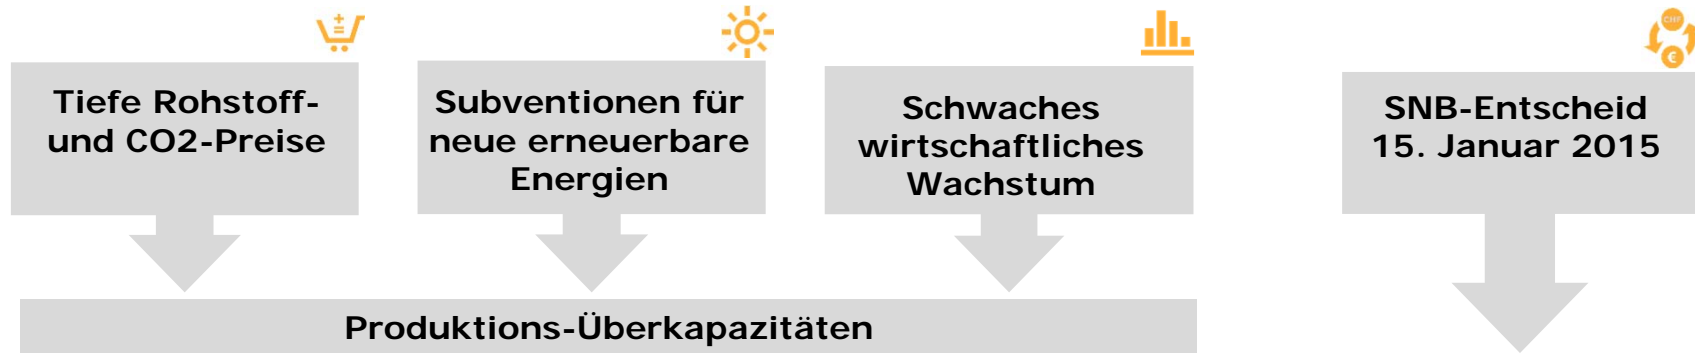 Tiefe Rohstoff-
und CO2-Preise
Subventionen für
neue erneuerbare
Energien
Schwaches
wirtschaftliches
Wachstum
CHF
€
SNB-Entscheid
15. Januar 2015
Produktions-Überkapazitäten